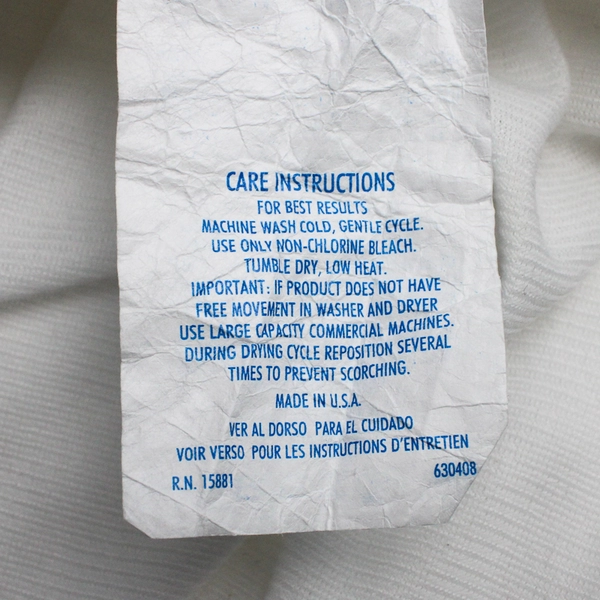 CARE INSTRUCTIONS
FOR BEST RESULTS
MACHINE WASH COLD, GENTLE CYCLE.
USE ONLY NON-CHLORINE BLEACH.
TUMBLE DRY, LOW HEAT.
IMPORTANT: IF PRODUCT DOES NOT HAVE
FREE MOVEMENT IN WASHER AND DRYER
USE LARGE CAPACITY COMMERCIAL MACHINES.
DURING DRYING CYCLE REPOSITION SEVERAL
TIMES TO PREVENT SCORCHING.
MADE IN U.S.A.
VER AL DORSO PARA EL CUIDADO
VOIR VERSO POUR LES INSTRUCTIONS D'ENTRETIEN
R.N. 15881 630408